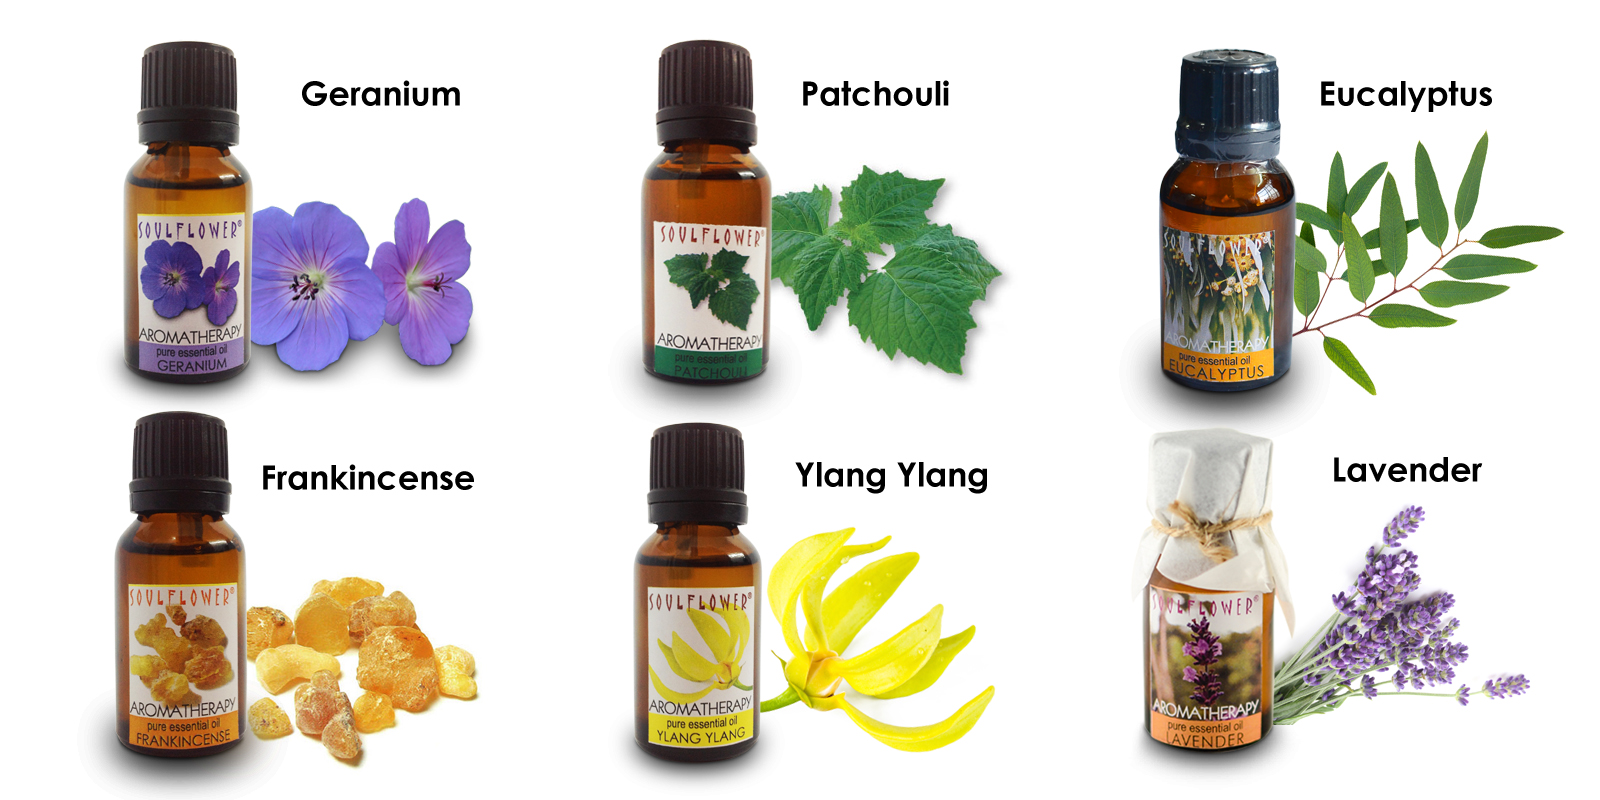 Geranium
SOULFLOWER®
AROMATHERAPY
pure essential oil
GERANIUM
Patchouli
SOULFLOWER®
AROMATHERAPY
pure essential oil
PATCHOULI
Eucalyptus
SOULFLOWER®
AROMATHERAPY
pure essential oil
EUCALYPTUS
Frankincense
SOULFLOWER®
AROMATHERAPY
pure essential oil
FRANKINCENSE
Ylang Ylang
SOULFLOWER®
AROMATHERAPY
pure essential oil
YLANG YLANG
Lavender
SOULFLOWER®
AROMATHERAPY
pure essential oil
LAVENDER